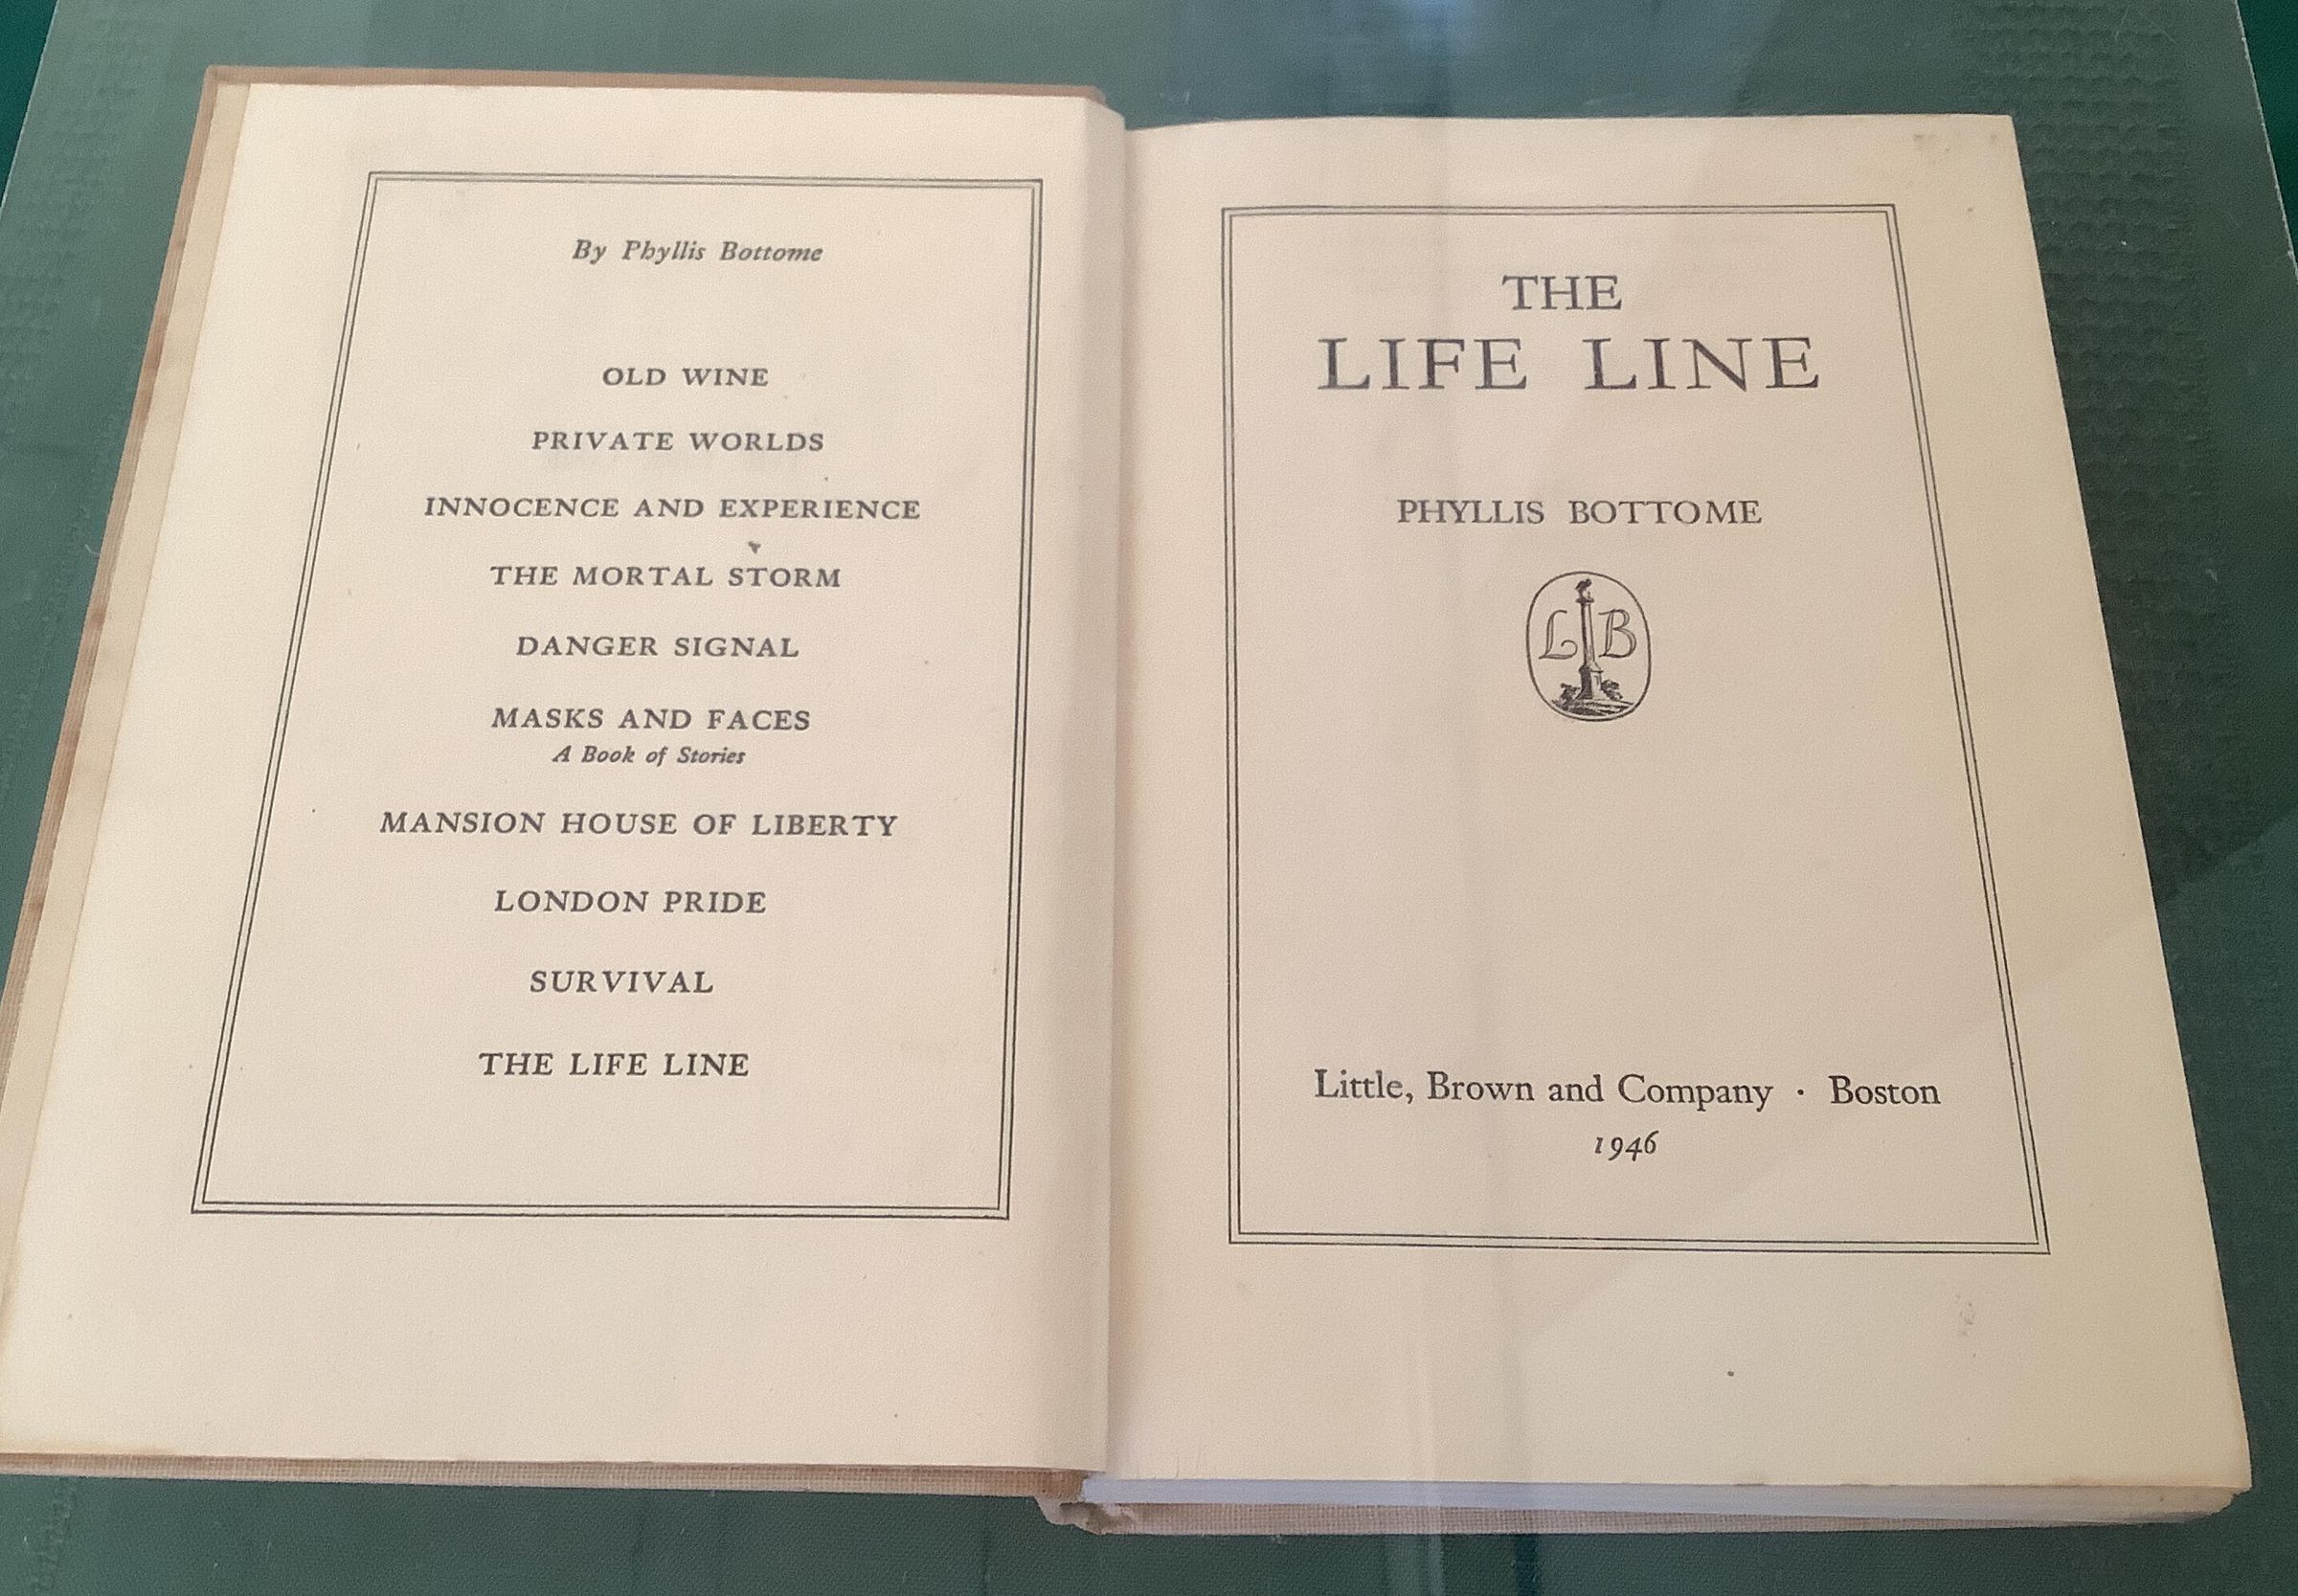 By Phyllis Bottome
OLD WINE
PRIVATE WORLDS
INNOCENCE AND EXPERIENCE
THE MORTAL STORM
DANGER SIGNAL
MASKS AND FACES
A Book of Stories
MANSION HOUSE OF LIBERTY
LONDON PRIDE
SURVIVAL
THE LIFE LINE
THE
LIFE LINE
PHYLLIS BOTTOME
L B
Little, Brown and Company · Boston
1946